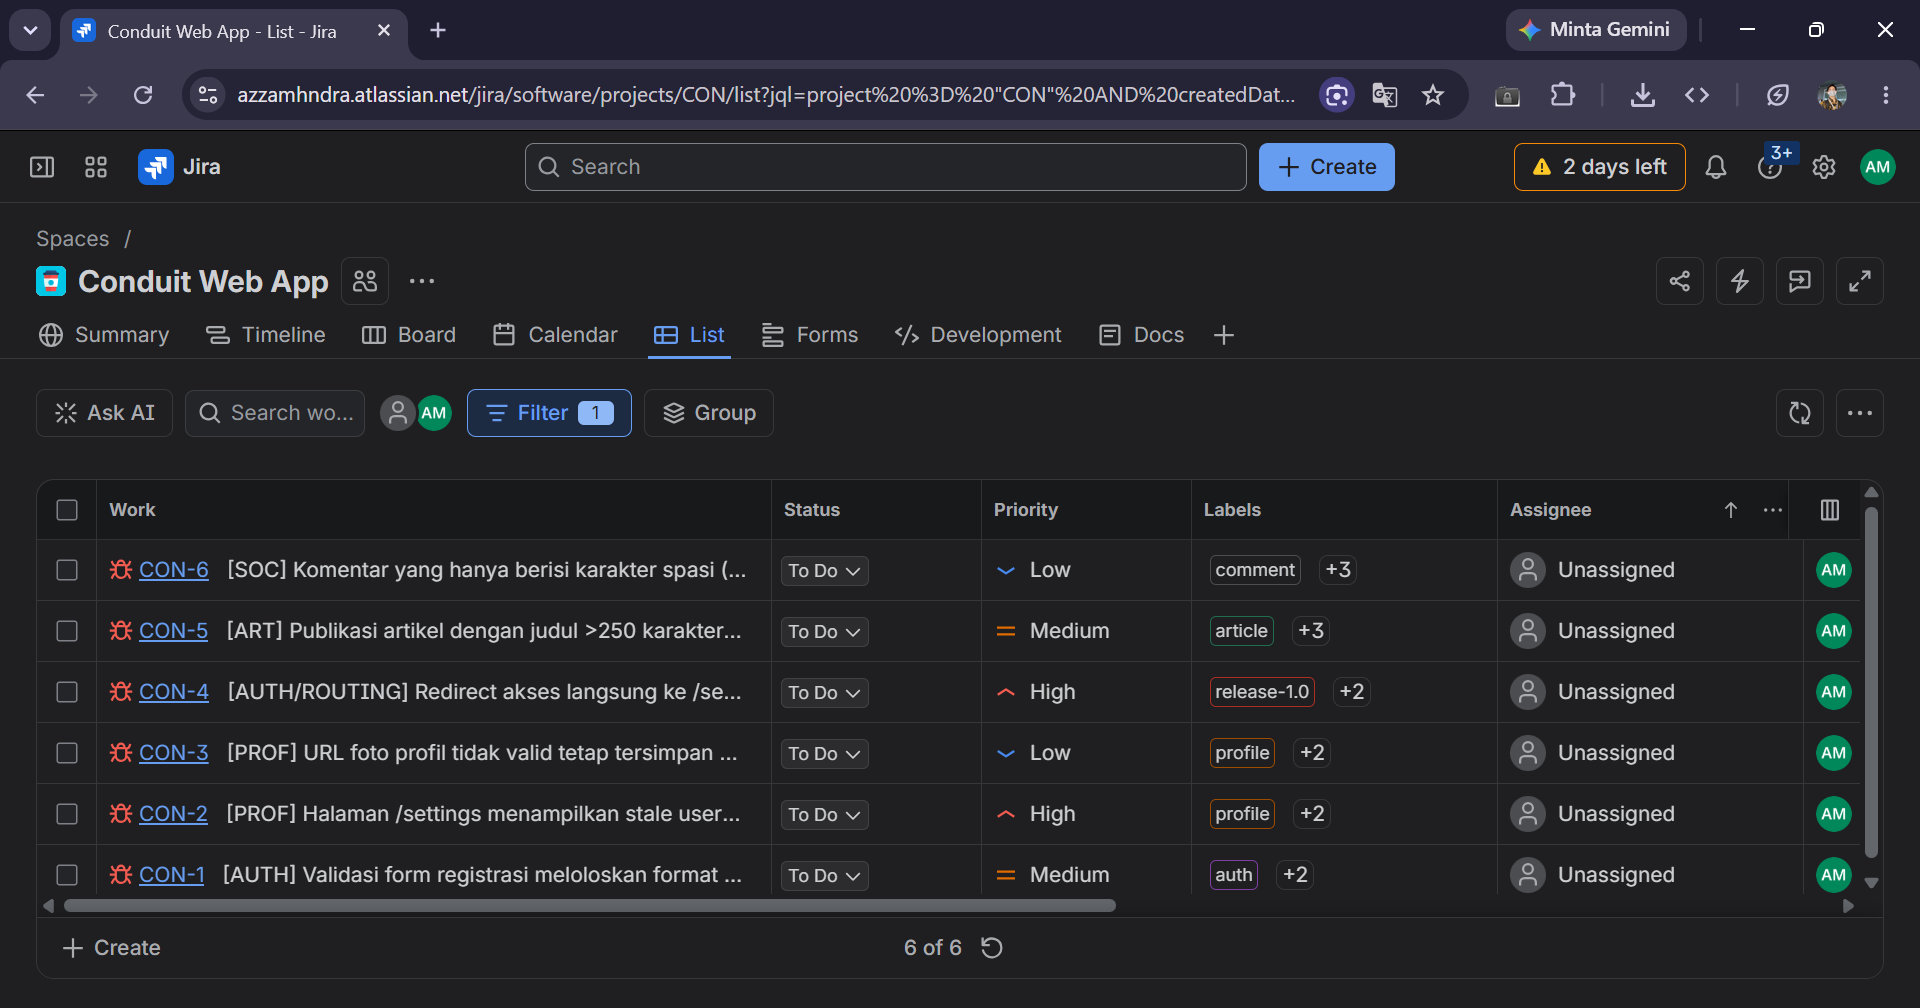 Conduit Web App - List - Jira
Minta Gemini
azzamhndra.atlassian.net/jira/software/projects/CON/list?jql=project%20%3D%20"CON"%20AND%20createdDat...
Jira
Search
+ Create
2 days left
3+
AM
Spaces /
Conduit Web App
Summary
Timeline
Board
Calendar
List
Forms
Development
Docs
Ask AI
Search wo...
AM
Filter 1
Group
Work Status Priority Labels Assignee
CON-6 [SOC] Komentar yang hanya berisi karakter spasi (... To Do Low comment +3 Unassigned AM
CON-5 [ART] Publikasi artikel dengan judul >250 karakter... To Do Medium article +3 Unassigned AM
CON-4 [AUTH/ROUTING] Redirect akses langsung ke /se... To Do High release-1.0 +2 Unassigned AM
CON-3 [PROF] URL foto profil tidak valid tetap tersimpan ... To Do Low profile +2 Unassigned AM
CON-2 [PROF] Halaman /settings menampilkan stale user... To Do High profile +2 Unassigned AM
CON-1 [AUTH] Validasi form registrasi meloloskan format ... To Do Medium auth +2 Unassigned AM
+ Create
6 of 6